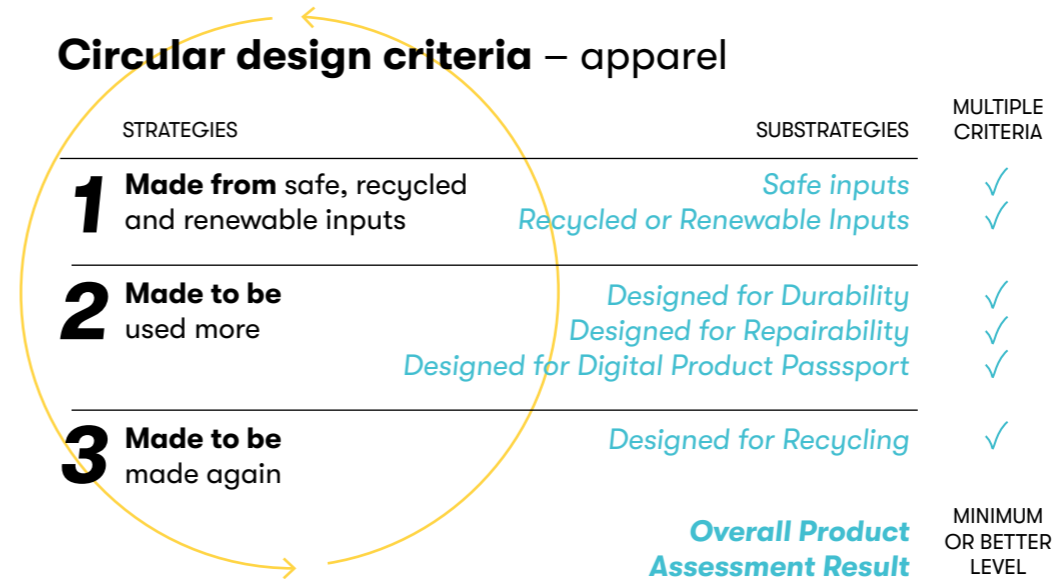 Circular design criteria – apparel
STRATEGIES
SUBSTRATEGIES
MULTIPLE
CRITERIA
1
Made from safe, recycled
and renewable inputs
Safe inputs ✓
Recycled or Renewable Inputs ✓
2
Made to be
used more
Designed for Durability ✓
Designed for Repairability ✓
Designed for Digital Product Passsport ✓
3
Made to be
made again
Designed for Recycling ✓
Overall Product
Assessment Result
MINIMUM
OR BETTER
LEVEL